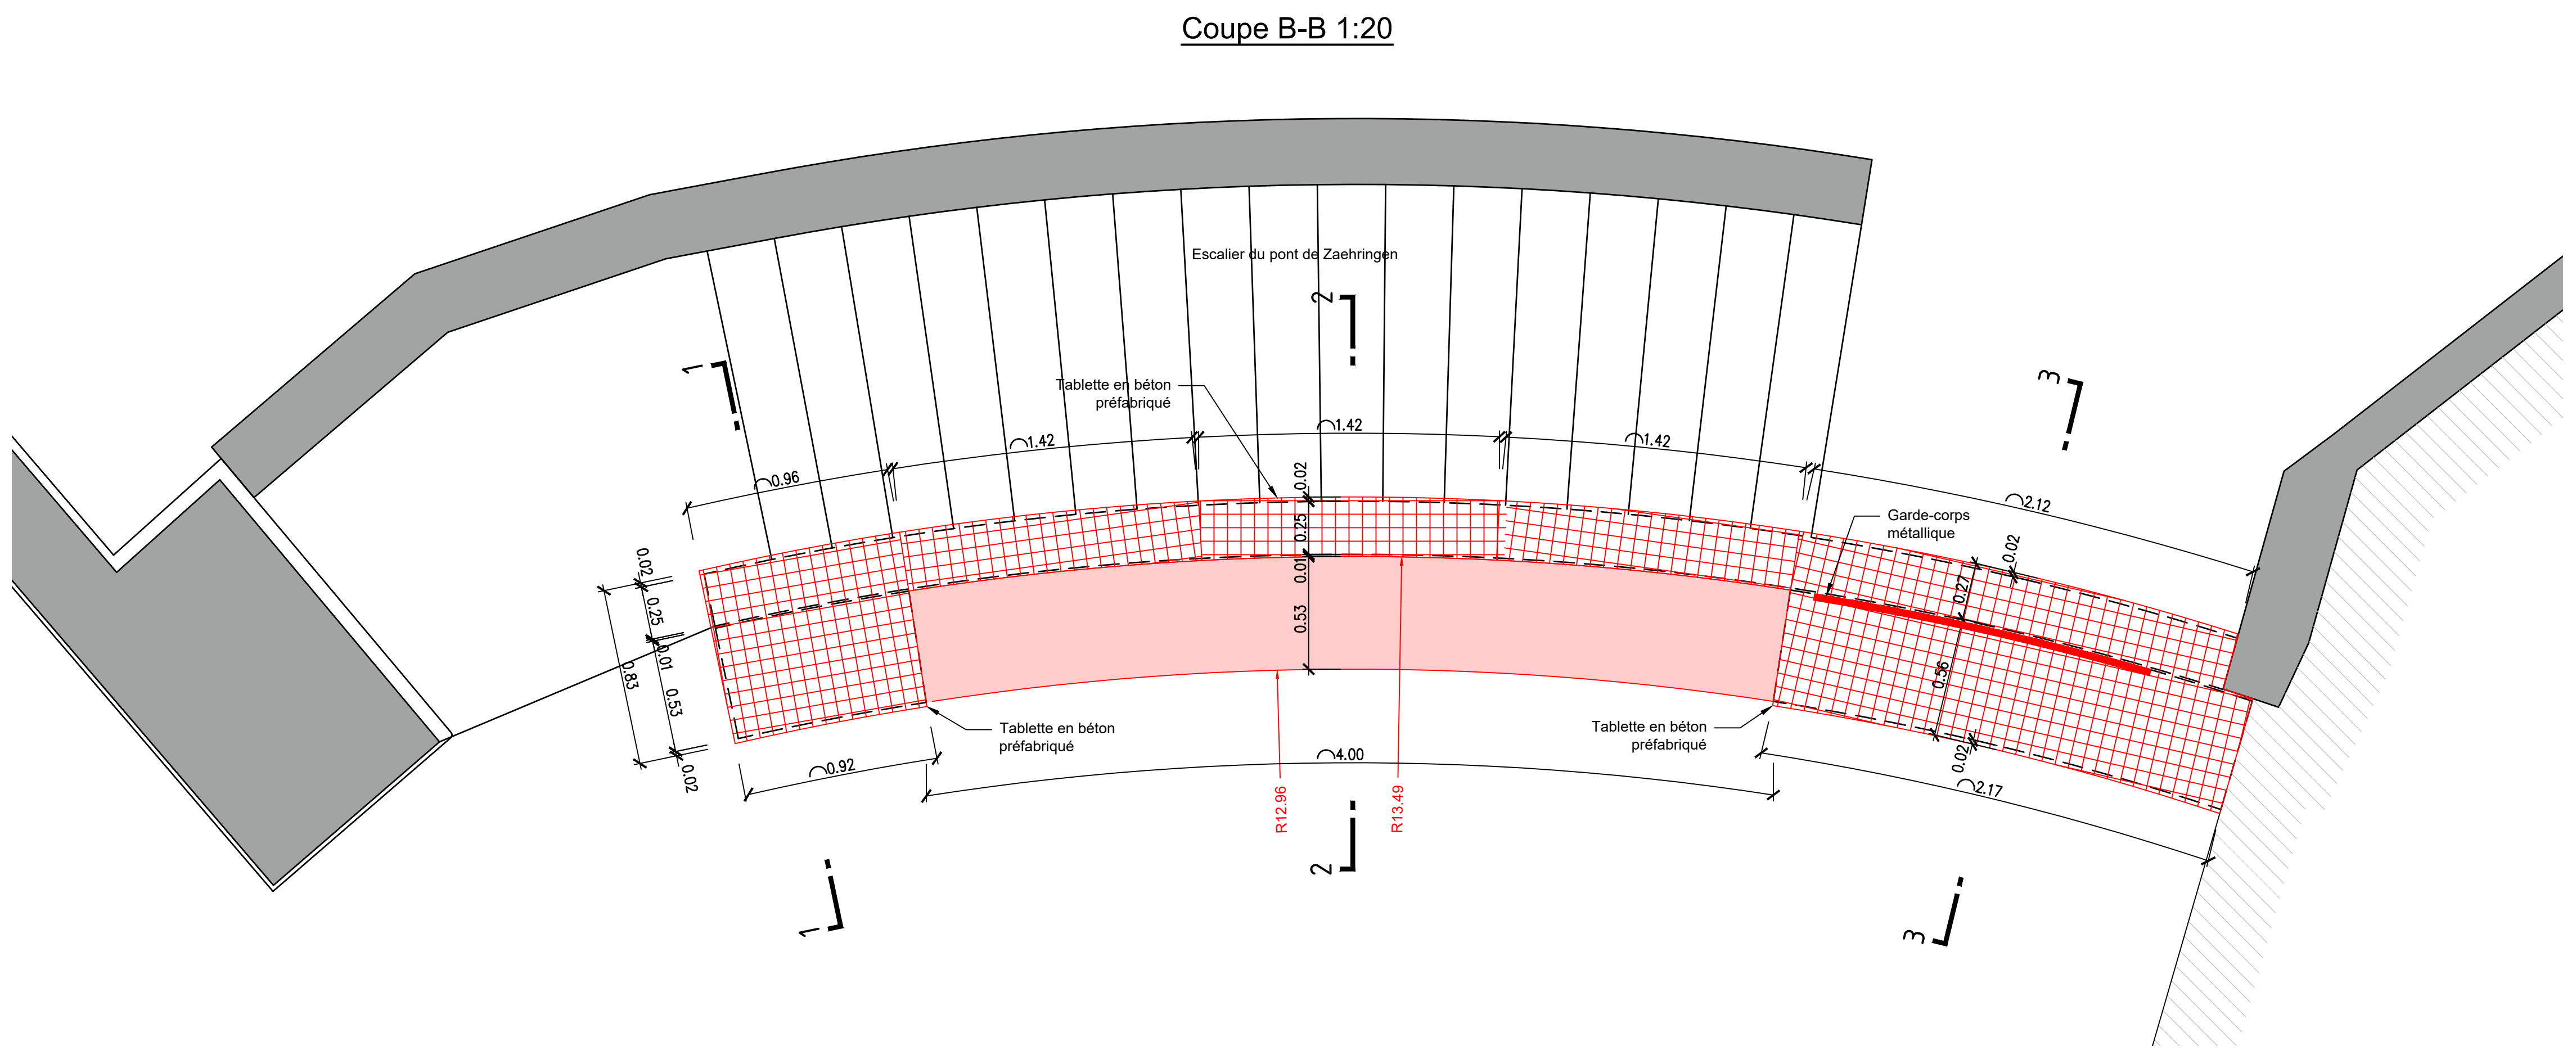 Coupe B-B 1:20
Escalier du pont de Zaehringen
2
1
3
Tablette en béton
préfabriqué
1.42
1.42
1.42
0.96
2.12
0.02
0.25
0.01
0.53
Garde-corps
métallique
0.02
0.27
0.56
0.02
0.02
0.25
0.01
0.83
0.53
0.02
Tablette en béton
préfabriqué
Tablette en béton
préfabriqué
0.92
4.00
2.17
R12.96
R13.49
1
2
3